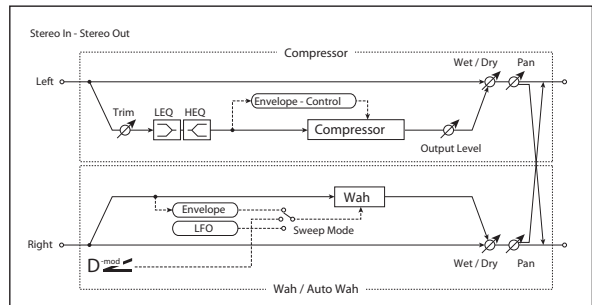 Stereo In - Stereo Out
Compressor
Wet / Dry
Pan
Left
Envelope - Control
Trim
LEQ
HEQ
Compressor
Output Level
Envelope
Wah
LFO
Sweep Mode
Right
D-mod
Wet / Dry
Pan
Wah / Auto Wah